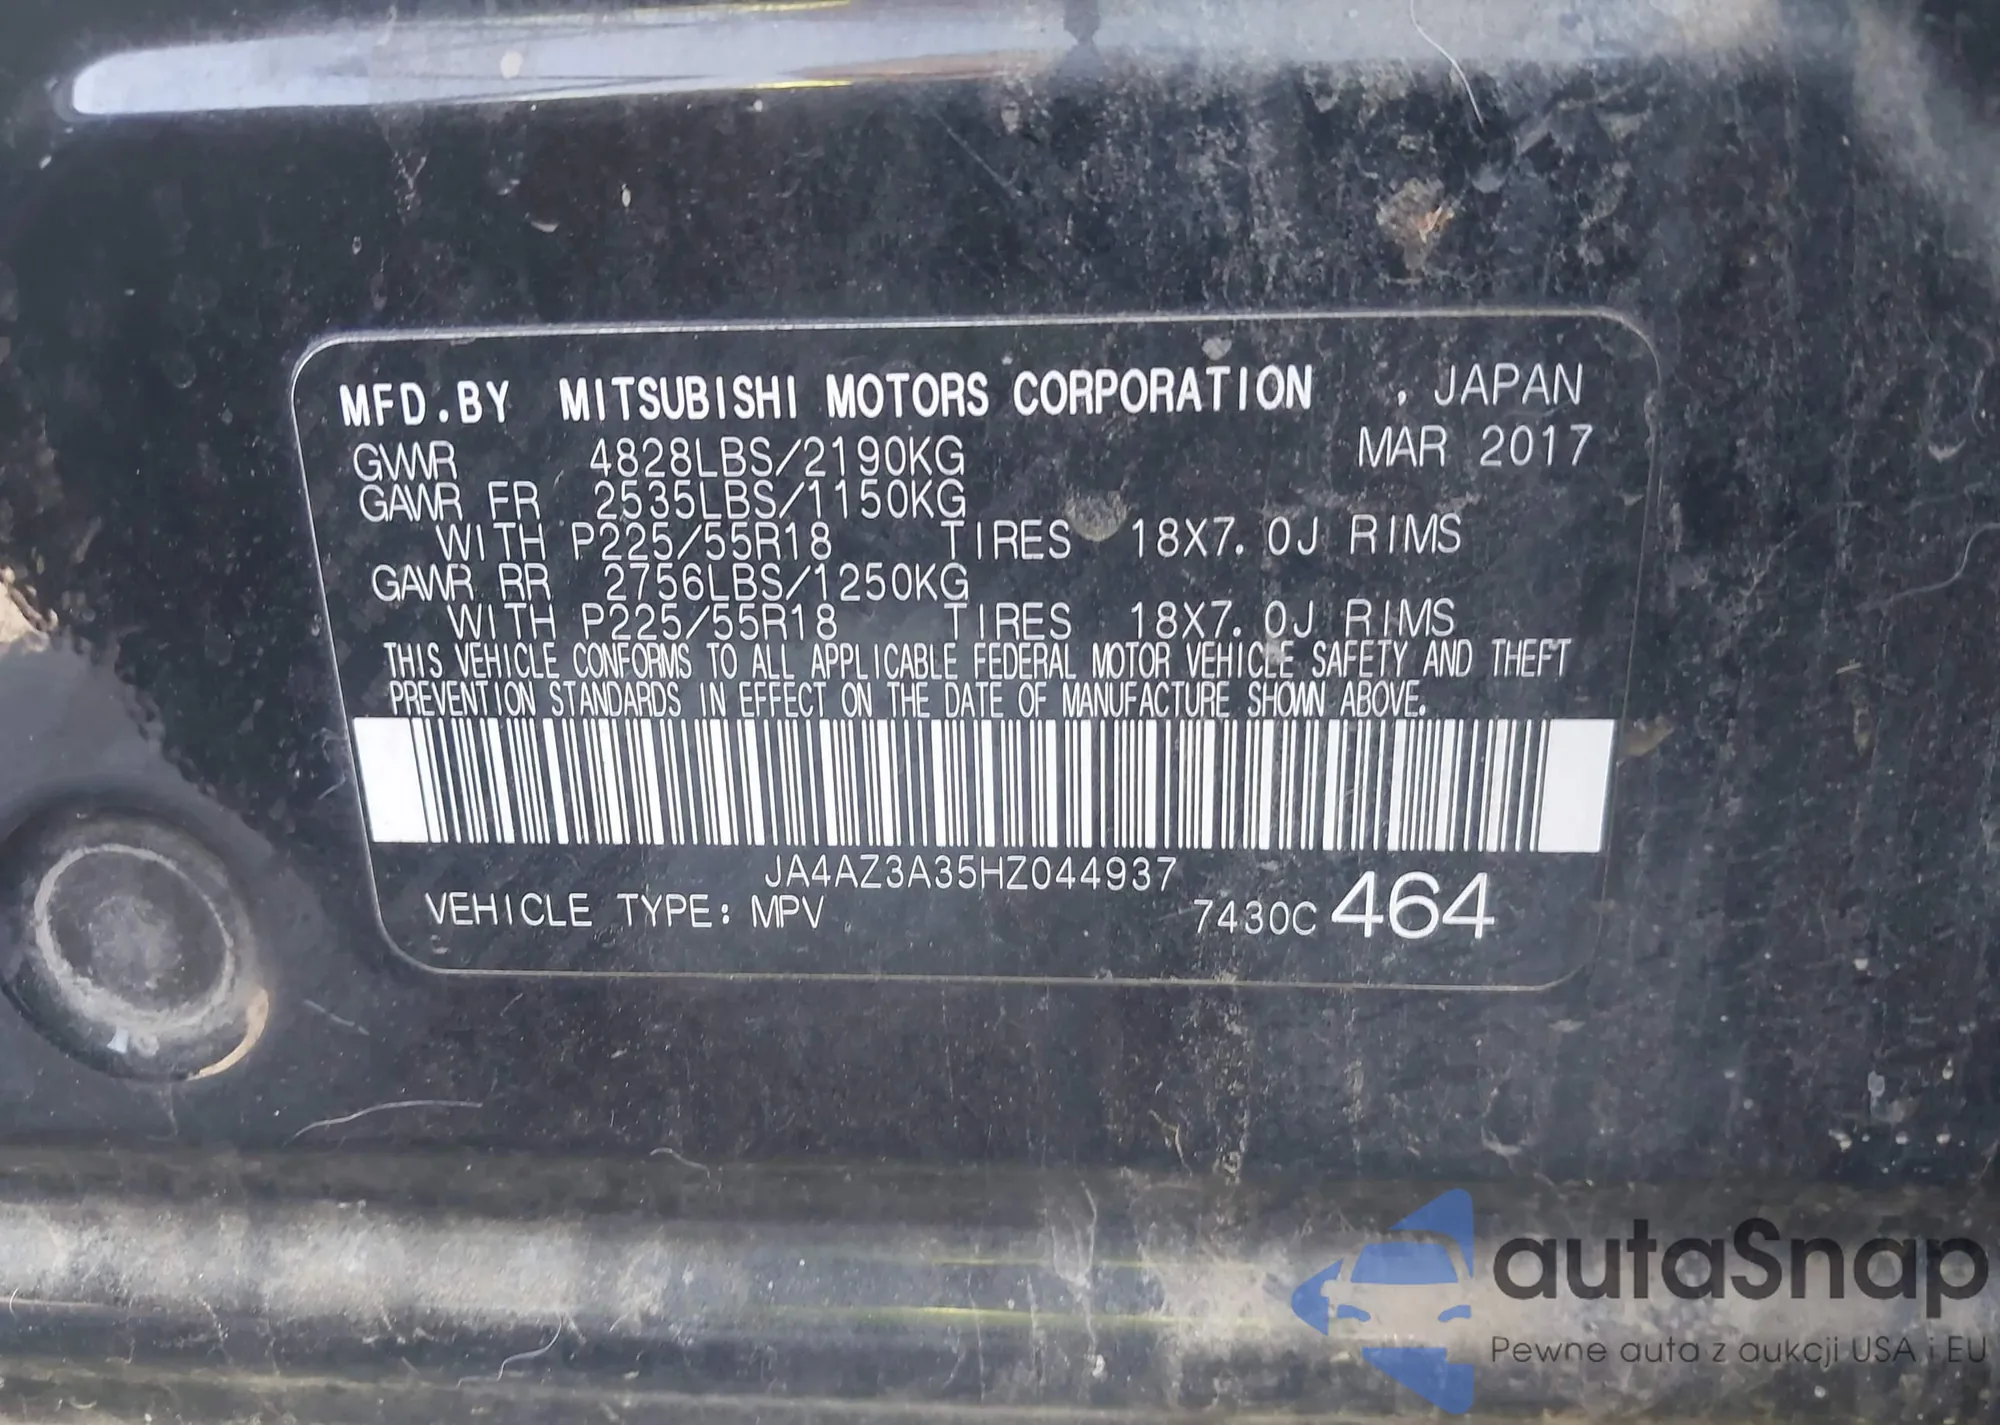 MFD.BY MITSUBISHI MOTORS CORPORATION , JAPAN
GVWR 4828LBS/2190KG MAR 2017
GAWR FR 2535LBS/1150KG
WITH P225/55R18 TIRES 18X7.0J RIMS
GAWR RR 2756LBS/1250KG
WITH P225/55R18 TIRES 18X7.0J RIMS
THIS VEHICLE CONFORMS TO ALL APPLICABLE FEDERAL MOTOR VEHICLE SAFETY AND THEFT
PREVENTION STANDARDS IN EFFECT ON THE DATE OF MANUFACTURE SHOWN ABOVE.
JA4AZ3A35HZ044937
VEHICLE TYPE: MPV 7430C 464
autaSnap
Pewne auta z aukcji USA i EU